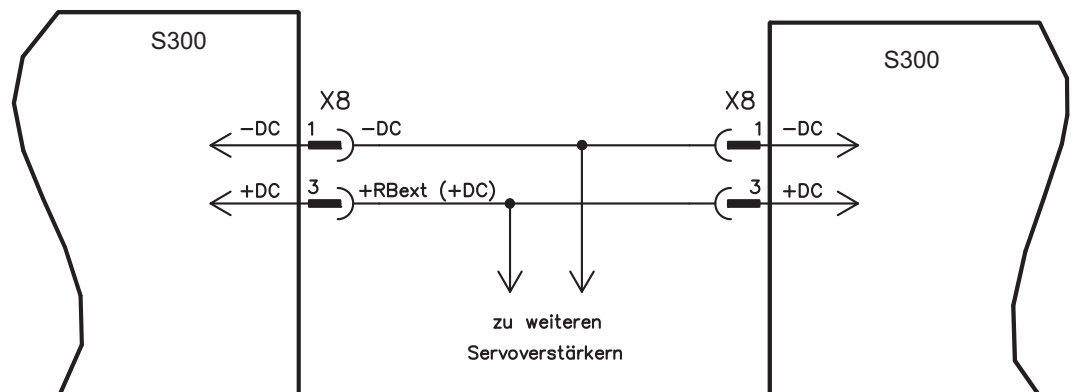 S300
S300
X8
X8
−DC 1 −DC
1 −DC
+DC 3 +RBext (+DC)
3 +DC
zu weiteren
Servoverstärkern